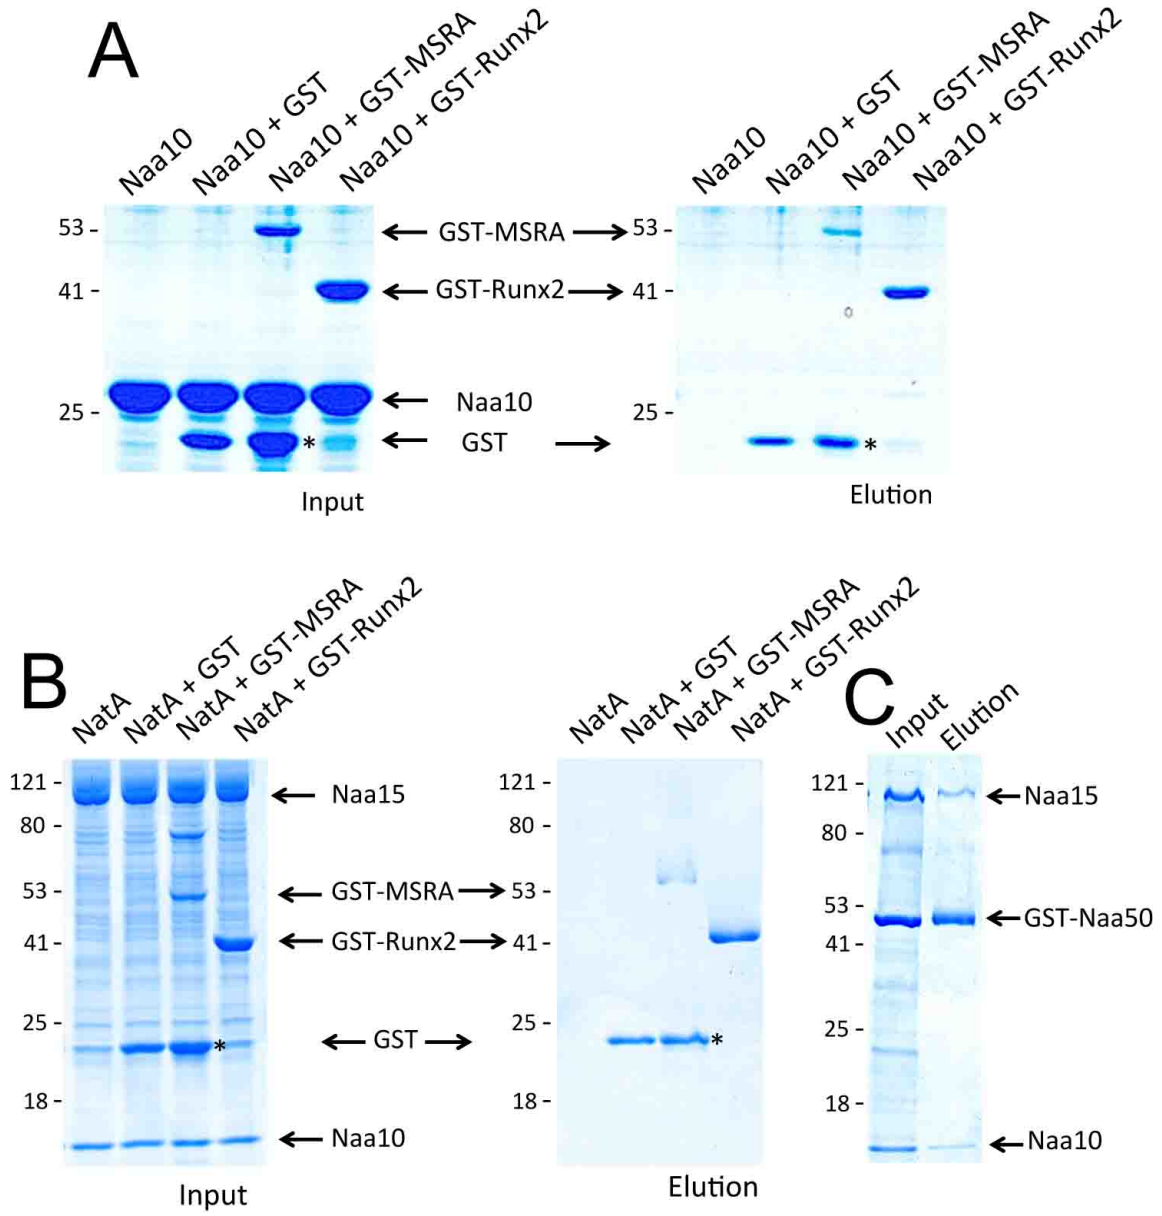 A
Naa10
Naa10 + GST
Naa10 + GST-MSRA
Naa10 + GST-Runx2
Naa10
Naa10 + GST
Naa10 + GST-MSRA
Naa10 + GST-Runx2
53 -
GST-MSRA
53 -
41 -
GST-Runx2
41 -
Naa10
25 -
25 -
*
GST
*
Input
Elution
B
NatA
NatA + GST
NatA + GST-MSRA
NatA + GST-Runx2
NatA
NatA + GST
NatA + GST-MSRA
NatA + GST-Runx2
C
Input
Elution
121 -
Naa15
121 -
121 -
Naa15
80 -
80 -
80 -
53 -
GST-MSRA
53 -
53 -
GST-Naa50
41 -
GST-Runx2
41 -
41 -
25 -
25 -
25 -
*
GST
*
18 -
18 -
18 -
Naa10
Naa10
Input
Elution